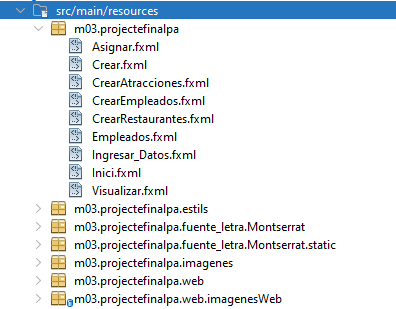 src/main/resources
m03.projectefinalpa
Asignar.fxml
Crear.fxml
CrearAtracciones.fxml
CrearEmpleados.fxml
CrearRestaurantes.fxml
Empleados.fxml
Ingresar_Datos.fxml
Inici.fxml
Visualizar.fxml
m03.projectefinalpa.estils
m03.projectefinalpa.fuente_letra.Montserrat
m03.projectefinalpa.fuente_letra.Montserrat.static
m03.projectefinalpa.imagenes
m03.projectefinalpa.web
m03.projectefinalpa.web.imagenesWeb